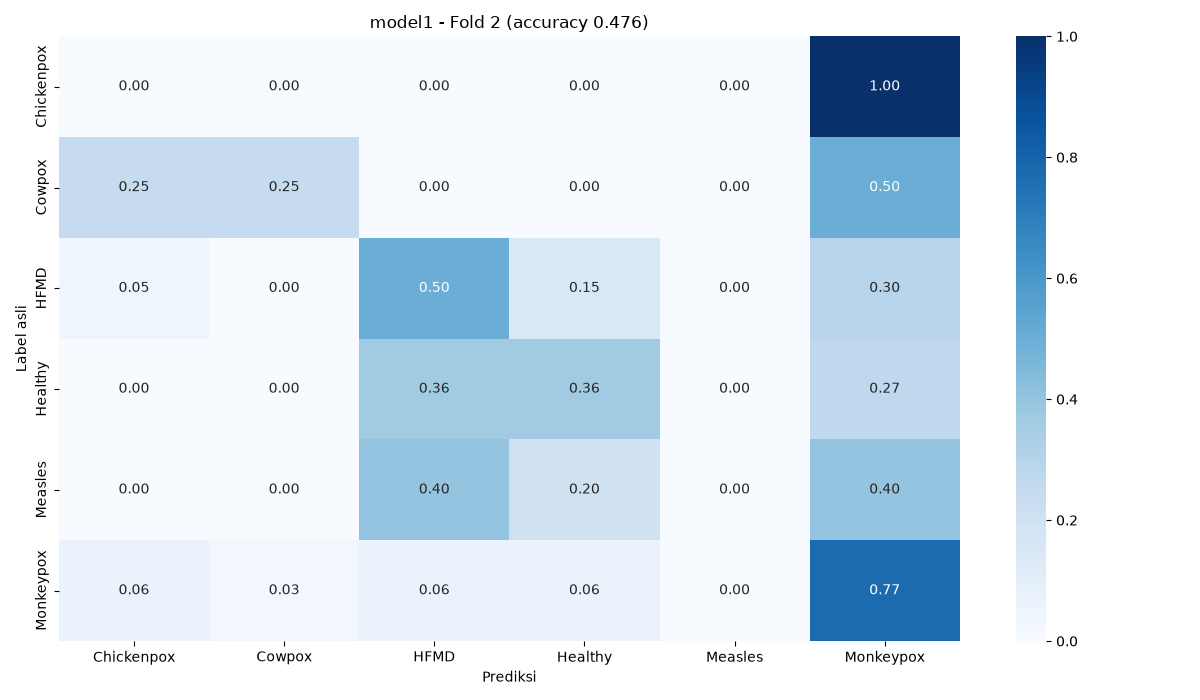 model1 - Fold 2 (accuracy 0.476)
Label asli
Chickenpox 0.00 0.00 0.00 0.00 0.00 1.00
Cowpox 0.25 0.25 0.00 0.00 0.00 0.50
HFMD 0.05 0.00 0.50 0.15 0.00 0.30
Healthy 0.00 0.00 0.36 0.36 0.00 0.27
Measles 0.00 0.00 0.40 0.20 0.00 0.40
Monkeypox 0.06 0.03 0.06 0.06 0.00 0.77
Chickenpox Cowpox HFMD Healthy Measles Monkeypox
Prediksi
1.0
0.8
0.6
0.4
0.2
0.0